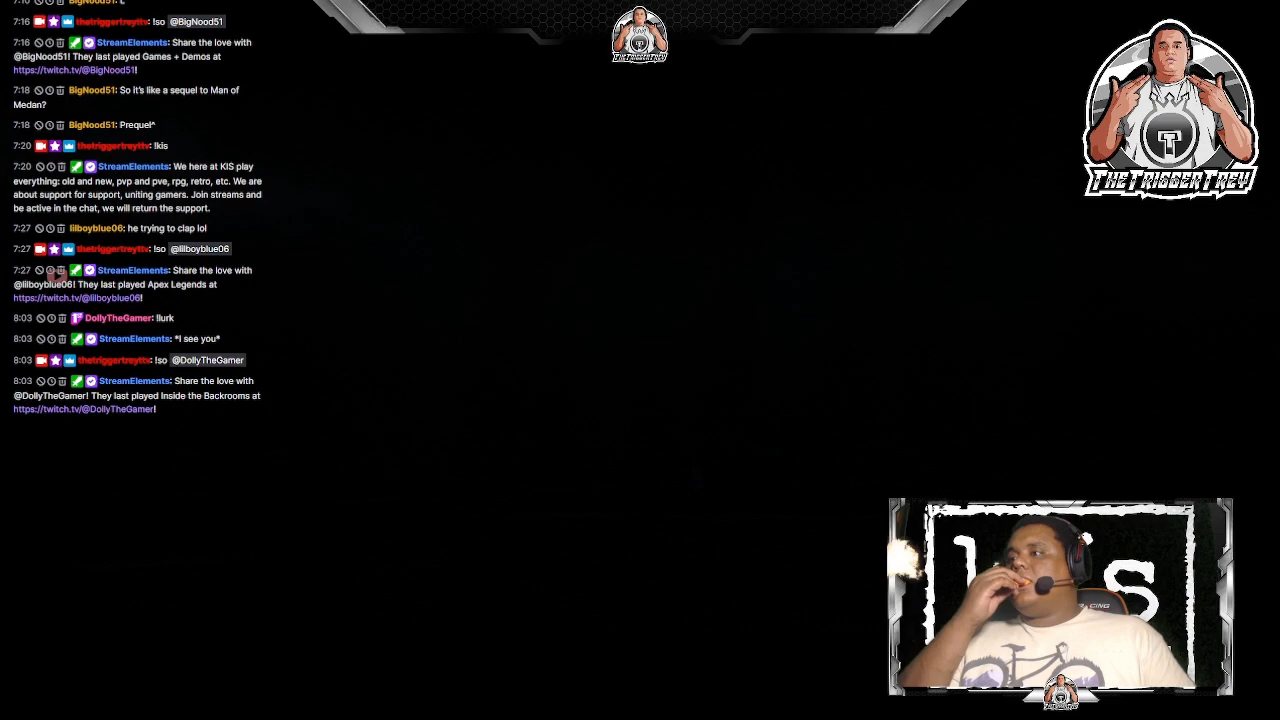 7:16 thetriggertreyttv: !so @BigNood51
7:16 StreamElements: Share the love with
@BigNood51! They last played Games + Demos at
https://twitch.tv/@BigNood51!
7:18 BigNood51: So it's like a sequel to Man of
Medan?
7:18 BigNood51: Prequel^
7:20 thetriggertreyttv: !kis
7:20 StreamElements: We here at KIS play
everything: old and new, pvp and pve, rpg, retro, etc. We
are about support for support, uniting gamers. Join streams and
be active in the chat, we will return the support.
7:27 lilboyblue06: he trying to clap lol
7:27 thetriggertreyttv: !so @lilboyblue06
7:27 StreamElements: Share the love with
@lilboyblue06! They last played Apex Legends at
https://twitch.tv/@lilboyblue06!
8:03 DollyTheGamer: !lurk
8:03 StreamElements: *I see you*
8:03 thetriggertreyttv: !so @DollyTheGamer
8:03 StreamElements: Share the love with
@DollyTheGamer! They last played Inside the Backrooms at
https://twitch.tv/@DollyTheGamer!
THETRIGGERTREY
T
THETRIGGERTREY